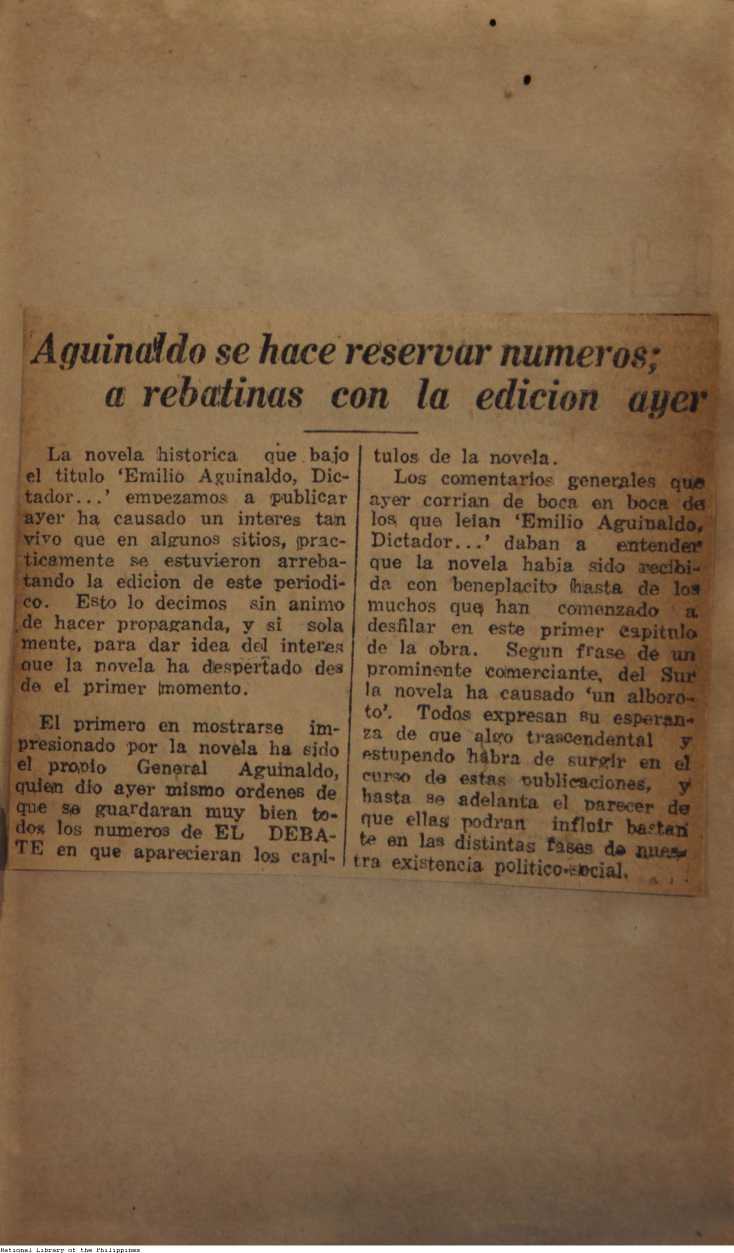 Aguinaldo se hace reservar numeros;
a rebatinas con la edicion ayer
La novela historica que bajo
el titulo 'Emilio Aguinaldo, Dic-
tador...' empezamos a publicar
ayer ha causado un interes tan
vivo que en algunos sitios, prac-
ticamente se estuvieron arreba-
tando la edicion de este periodi-
co. Esto lo decimos sin animo
de hacer propaganda, y si sola
mente, para dar idea del interes
que la novela ha despertado des
de el primer momento.
El primero en mostrarse im-
presionado por la novela ha sido
el propio General Aguinaldo,
quien dio ayer mismo ordenes de
que se guardaran muy bien to-
dos los numeros de EL DEBA-
TE en que aparecieran los capi-
tulos de la novela.
Los comentarios generales que
ayer corrian de boca en boca de
los que leian 'Emilio Aguinaldo,
Dictador...' daban a entender
que la novela habia sido recibi-
da con beneplacito hasta de los
muchos que han comenzado a
desfilar en este primer capitulo
de la obra. Segun frase de un
prominente comerciante, del Sur
la novela ha causado 'un alboro-
to'. Todos expresan su esperan-
za de que algo trascendental y
estupendo habra de surgir en el
curso de estas publicaciones, y
hasta se adelanta el parecer de
que ellas podran influir bastan
te en las distintas fases de nues-
tra existencia politico-social.
National Library of the Philippines